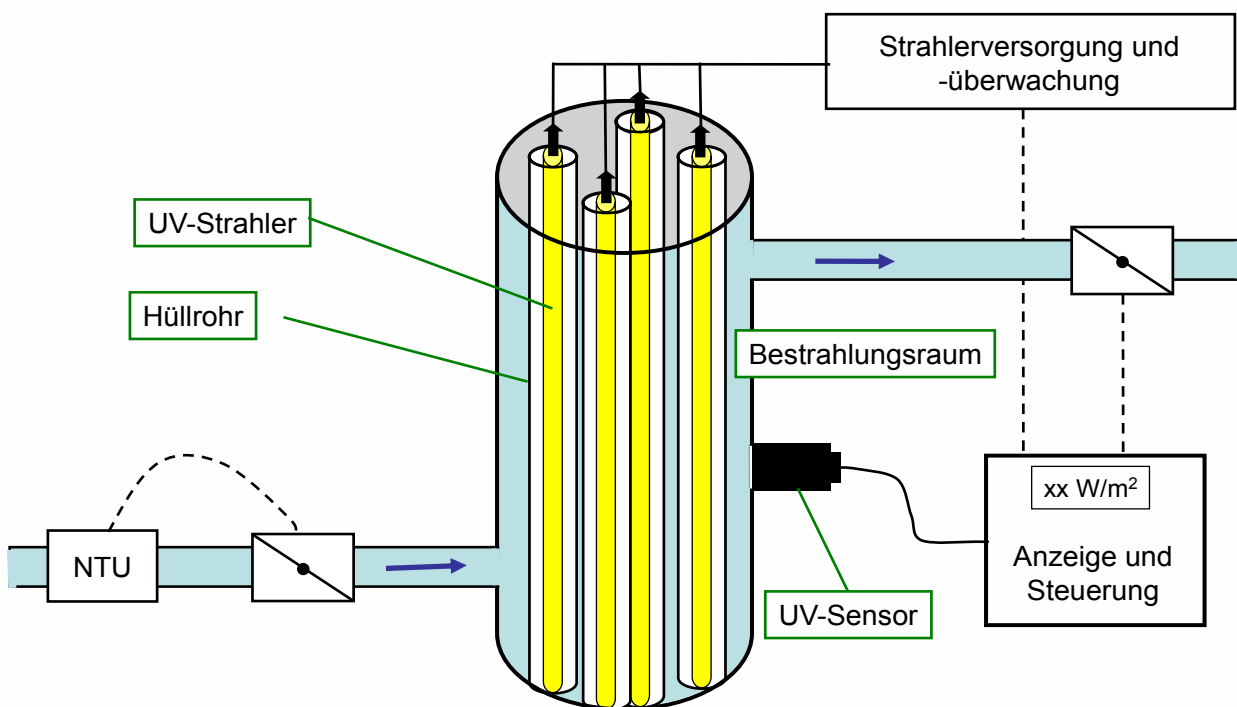 Strahlerversorgung und
-überwachung
UV-Strahler
Hüllrohr
Bestrahlungsraum
xx W/m²
NTU
Anzeige und
Steuerung
UV-Sensor